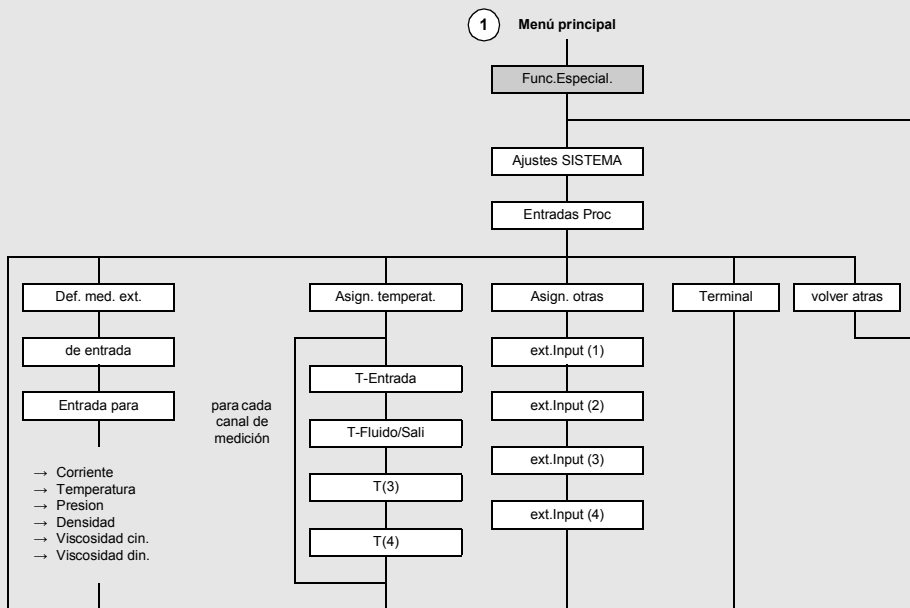 1 Menú principal
Func.Especial.
Ajustes SISTEMA
Entradas Proc
Def. med. ext.
Asign. temperat.
Asign. otras
Terminal
volver atras
de entrada
ext.Input (1)
T-Entrada
Entrada para
para cada
canal de
medición
ext.Input (2)
T-Fluido/Sali
ext.Input (3)
→ Corriente
→ Temperatura
→ Presion
→ Densidad
→ Viscosidad cin.
→ Viscosidad din.
T(3)
ext.Input (4)
T(4)